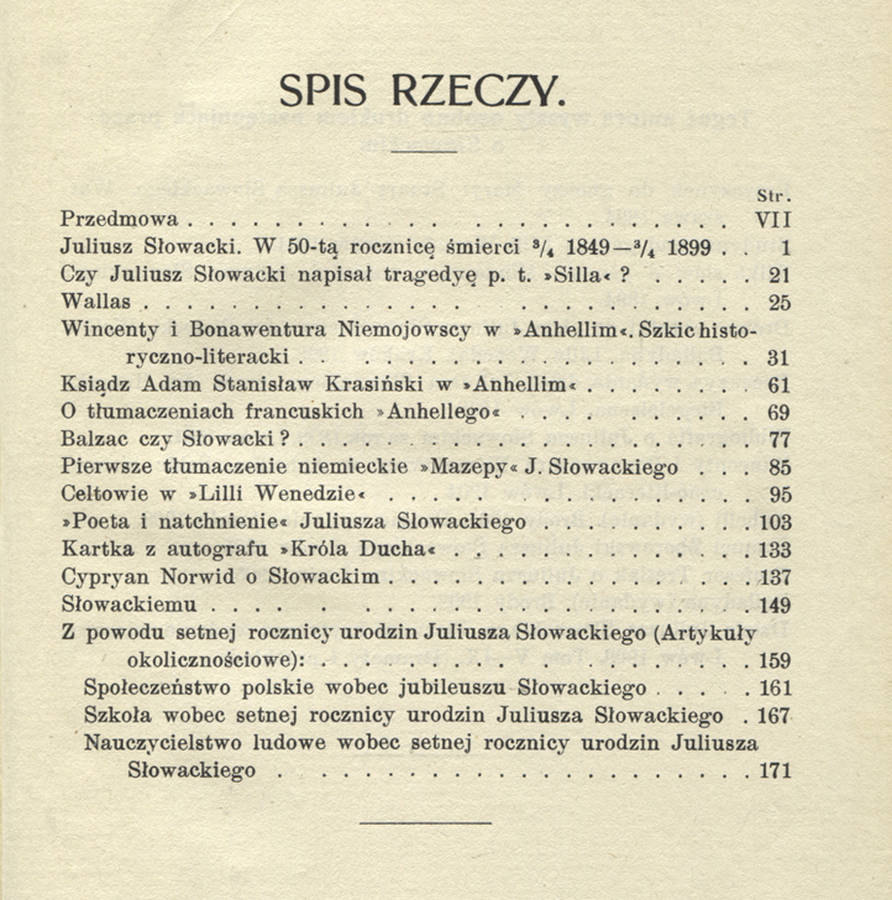 SPIS RZECZY.
Str.
Przedmowa . . . . . . . . . . . . . . . . . . . VII
Juliusz Słowacki. W 50-tą rocznicę śmierci ³/₄ 1849—³/₄ 1899 . . 1
Czy Juliusz Słowacki napisał tragedyę p. t. »Silla« ? . . . . . 21
Wallas . . . . . . . . . . . . . . . . . . . . . 25
Wincenty i Bonawentura Niemojowscy w »Anhellim«. Szkic histo-
ryczno-literacki . . . . . . . . . . . . . . . 31
Ksiądz Adam Stanisław Krasiński w »Anhellim« . . . . . . . 61
O tłumaczeniach francuskich »Anhellego« . . . . . . . . . 69
Balzac czy Słowacki ? . . . . . . . . . . . . . . . . 77
Pierwsze tłumaczenie niemieckie »Mazepy« J. Słowackiego . . . 85
Celtowie w »Lilli Wenedzie« . . . . . . . . . . . . . 95
»Poeta i natchnienie« Juliusza Słowackiego . . . . . . . . 103
Kartka z autografu »Króla Ducha« . . . . . . . . . . . 133
Cypryan Norwid o Słowackim . . . . . . . . . . . . . 137
Słowackiemu . . . . . . . . . . . . . . . . . . . 149
Z powodu setnej rocznicy urodzin Juliusza Słowackiego (Artykuły
okolicznościowe): . . . . . . . . . . . . . . . . 159
Społeczeństwo polskie wobec jubileuszu Słowackiego . . . . . 161
Szkoła wobec setnej rocznicy urodzin Juliusza Słowackiego . 167
Nauczycielstwo ludowe wobec setnej rocznicy urodzin Juliusza
Słowackiego . . . . . . . . . . . . . . . . . 171